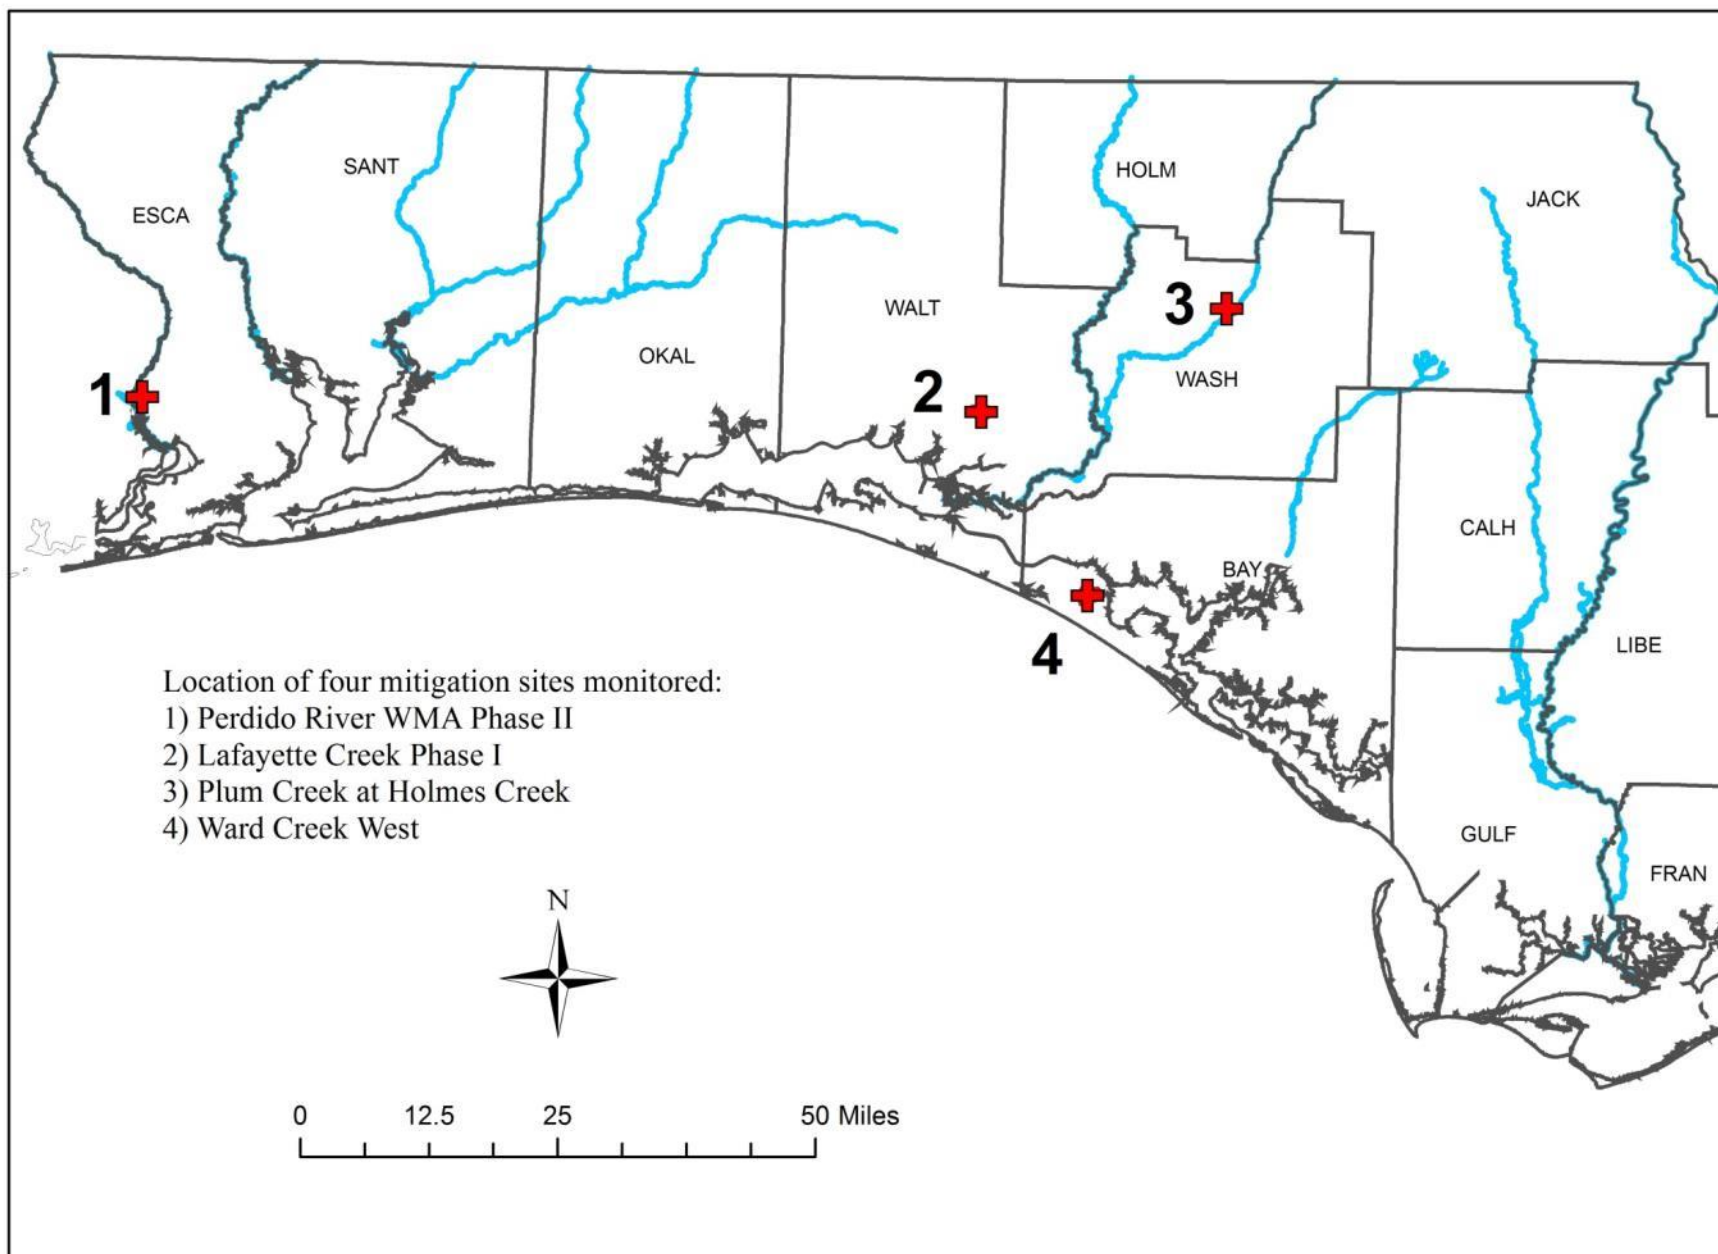 HOLM
SANT
JACK
ESCA
3
WALT
OKAL
WASH
1
2
CALH
BAY
LIBE
4
Location of four mitigation sites monitored:
1) Perdido River WMA Phase II
2) Lafayette Creek Phase I
3) Plum Creek at Holmes Creek
4) Ward Creek West
GULF
FRAN
N
0 12.5 25 50 Miles